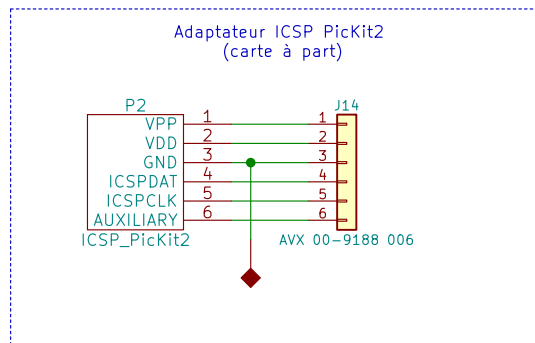 Adaptateur ICSP PicKit2
(carte à part)
P2
J14
VPP 1 1
VDD 2 2
GND 3 3
ICSPDAT 4 4
ICSPCLK 5 5
AUXILIARY 6 6
ICSP_PicKit2
AVX 00-9188 006